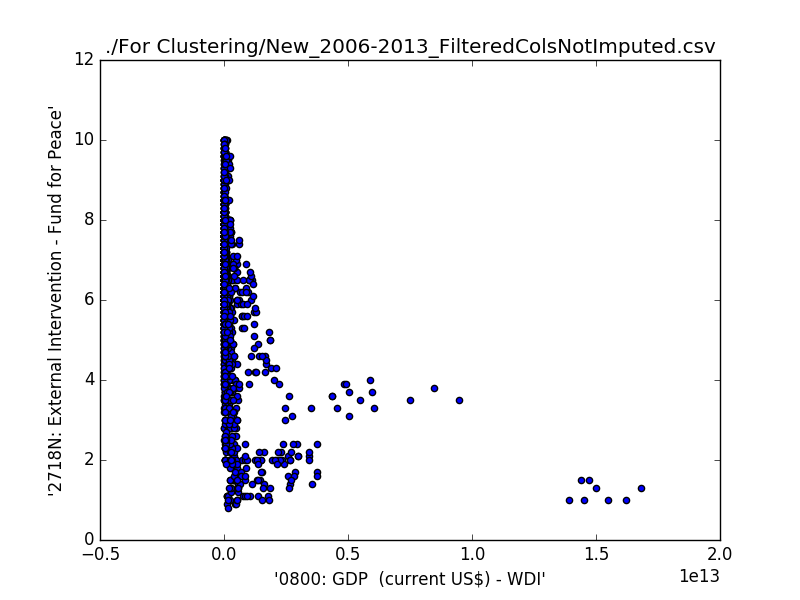 ./For Clustering/New_2006-2013_FilteredColsNotImputed.csv
12
10
8
6
4
2
0
'2718N: External Intervention - Fund for Peace'
−0.5 0.0 0.5 1.0 1.5 2.0
1e13
'0800: GDP  (current US$) - WDI'